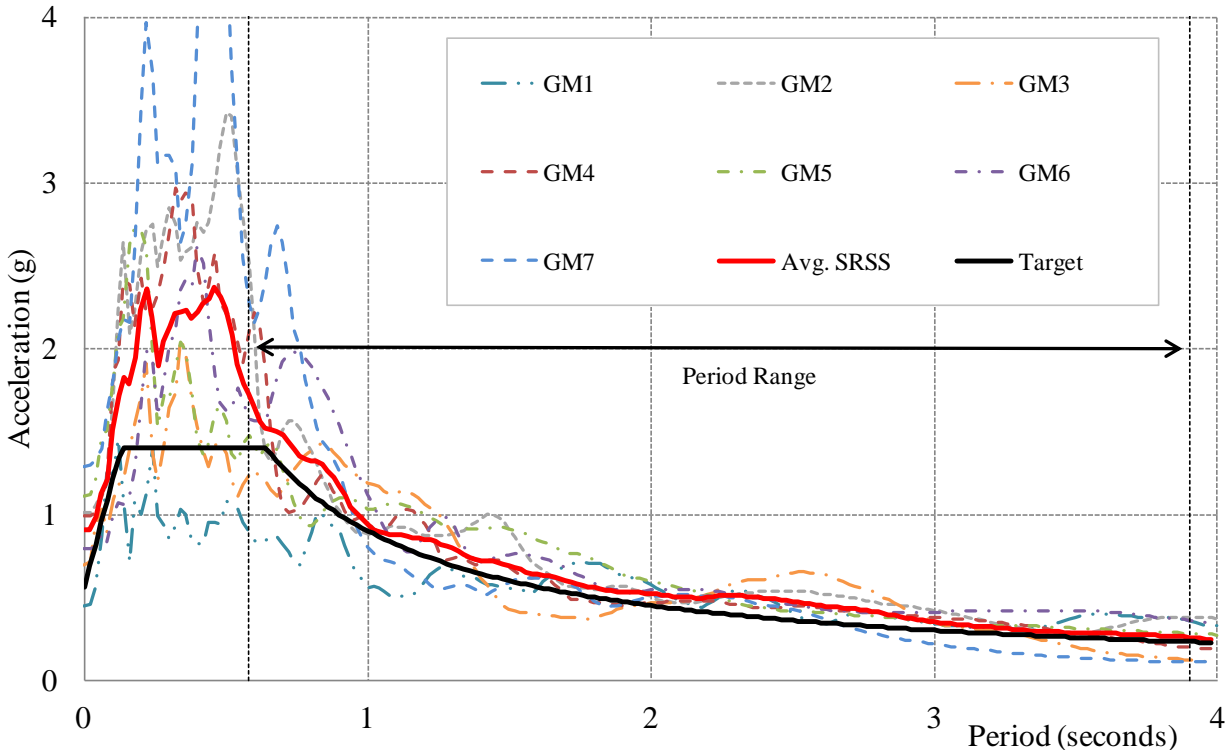 4
3
2
1
0
Acceleration (g)
GM1 GM2 GM3
GM4 GM5 GM6
GM7 Avg. SRSS Target
Period Range
0 1 2 3 4
Period (seconds)